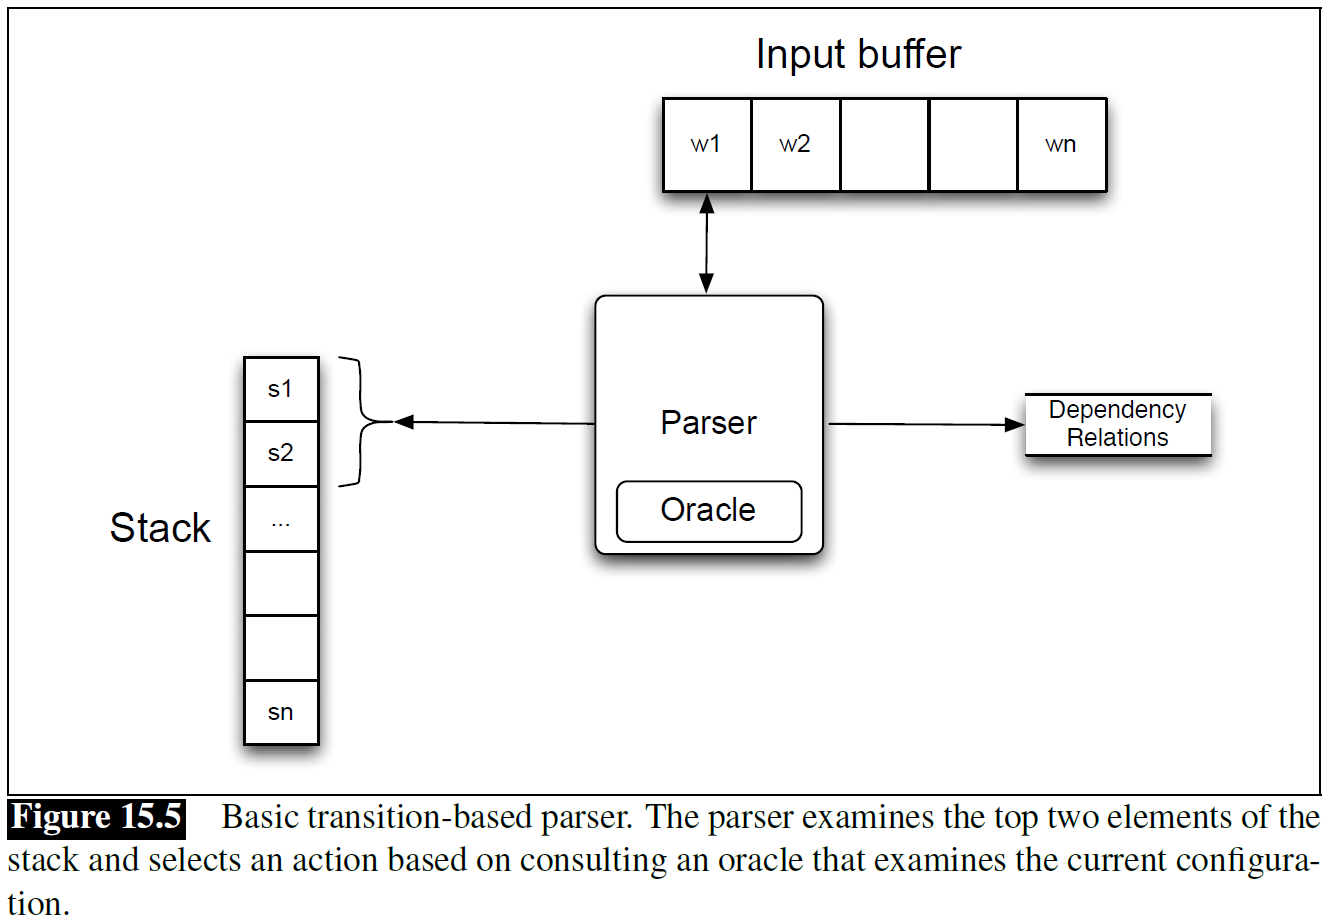 Input buffer
w1 w2 wn
s1
s2
...
sn
Stack
Parser
Oracle
Dependency
Relations
Figure 15.5 Basic transition-based parser. The parser examines the top two elements of the
stack and selects an action based on consulting an oracle that examines the current configura-
tion.